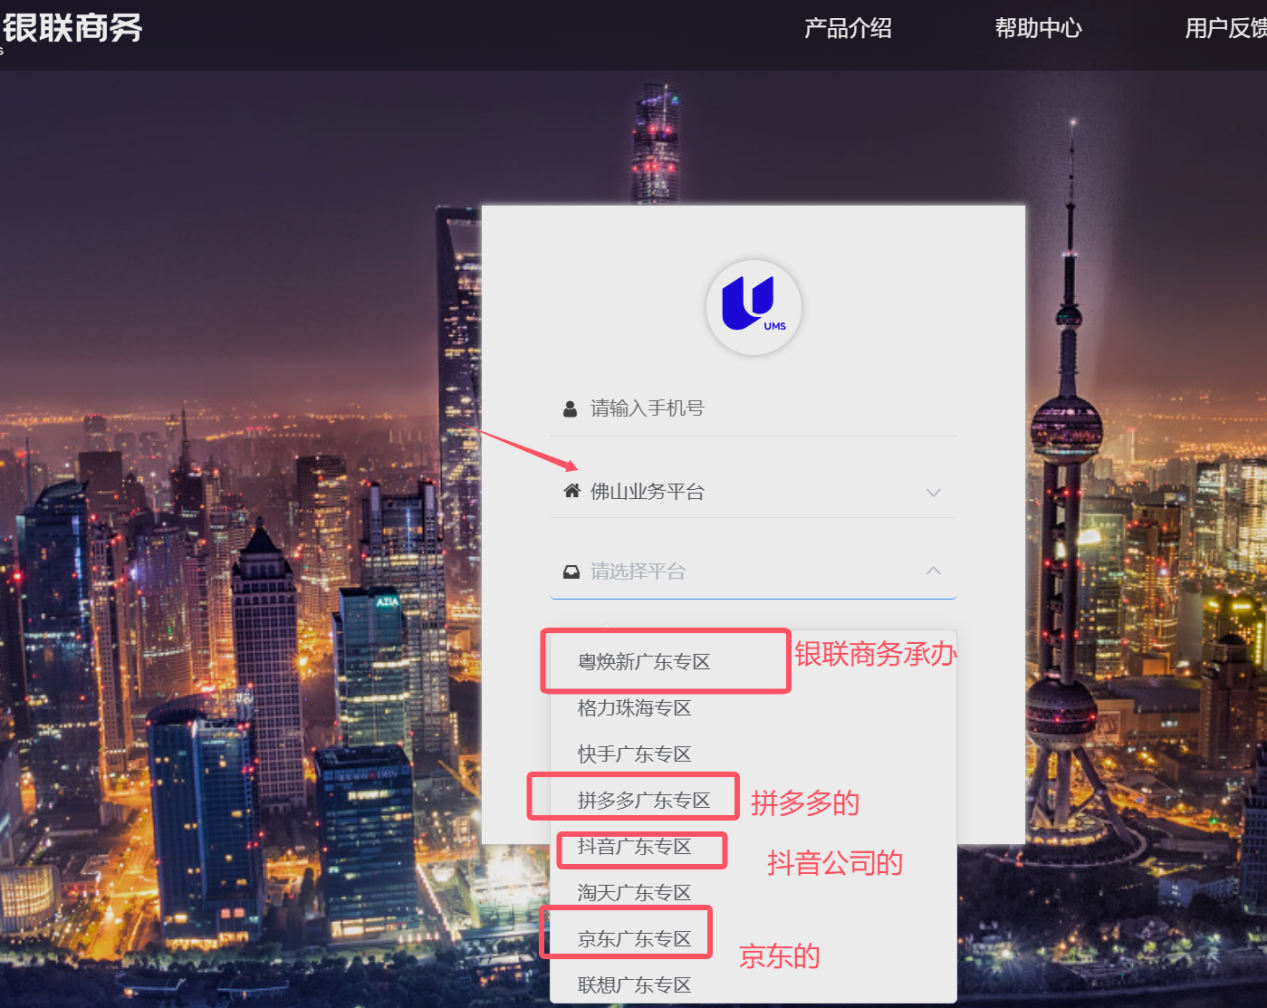 银联商务
s
产品介绍
帮助中心
用户反馈
UMS
请输入手机号
佛山业务平台
请选择平台
粤焕新广东专区
银联商务承办
格力珠海专区
快手广东专区
拼多多广东专区
拼多多的
抖音广东专区
抖音公司的
淘天广东专区
京东广东专区
京东的
联想广东专区
AZIA